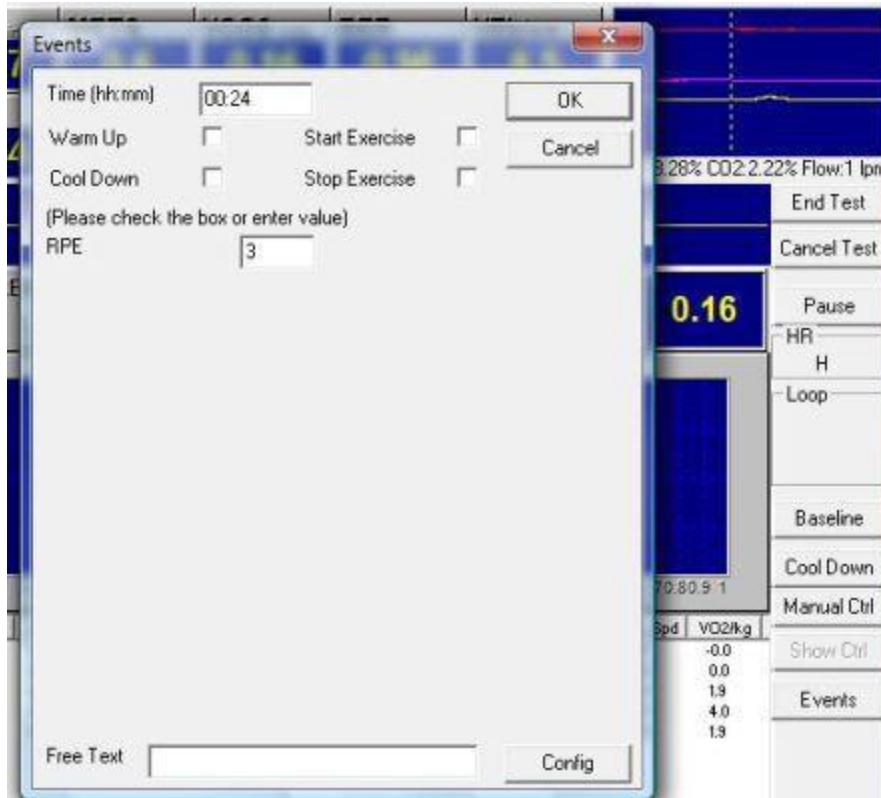 Events
Time (hh:mm) 00:24 OK
Warm Up Start Exercise Cancel
Cool Down Stop Exercise
(Please check the box or enter value)
RPE 3
Free Text Config
CO2:2.22% Flow:1
End Test
Cancel Test
0.16
Pause
HR
H
Loop
Baseline
Cool Down
Manual Ctrl
Spd VO2/kg
-0.0
0.0
1.9
4.0
1.9
Show Ctrl
Events